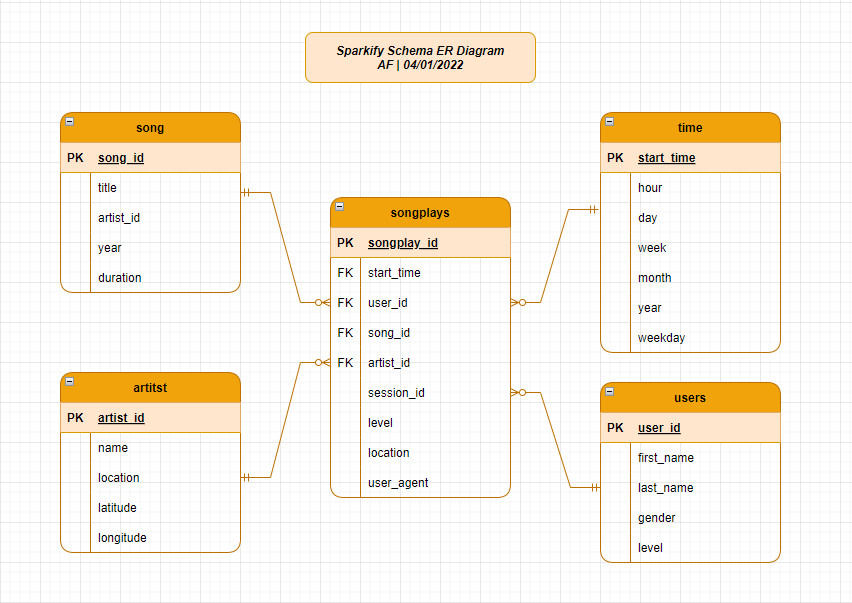 Sparkify Schema ER Diagram
AF | 04/01/2022
song
PK song_id
title
artist_id
year
duration
artitst
PK artist_id
name
location
latitude
longitude
songplays
PK songplay_id
FK start_time
FK user_id
FK song_id
FK artist_id
session_id
level
location
user_agent
time
PK start_time
hour
day
week
month
year
weekday
users
PK user_id
first_name
last_name
gender
level